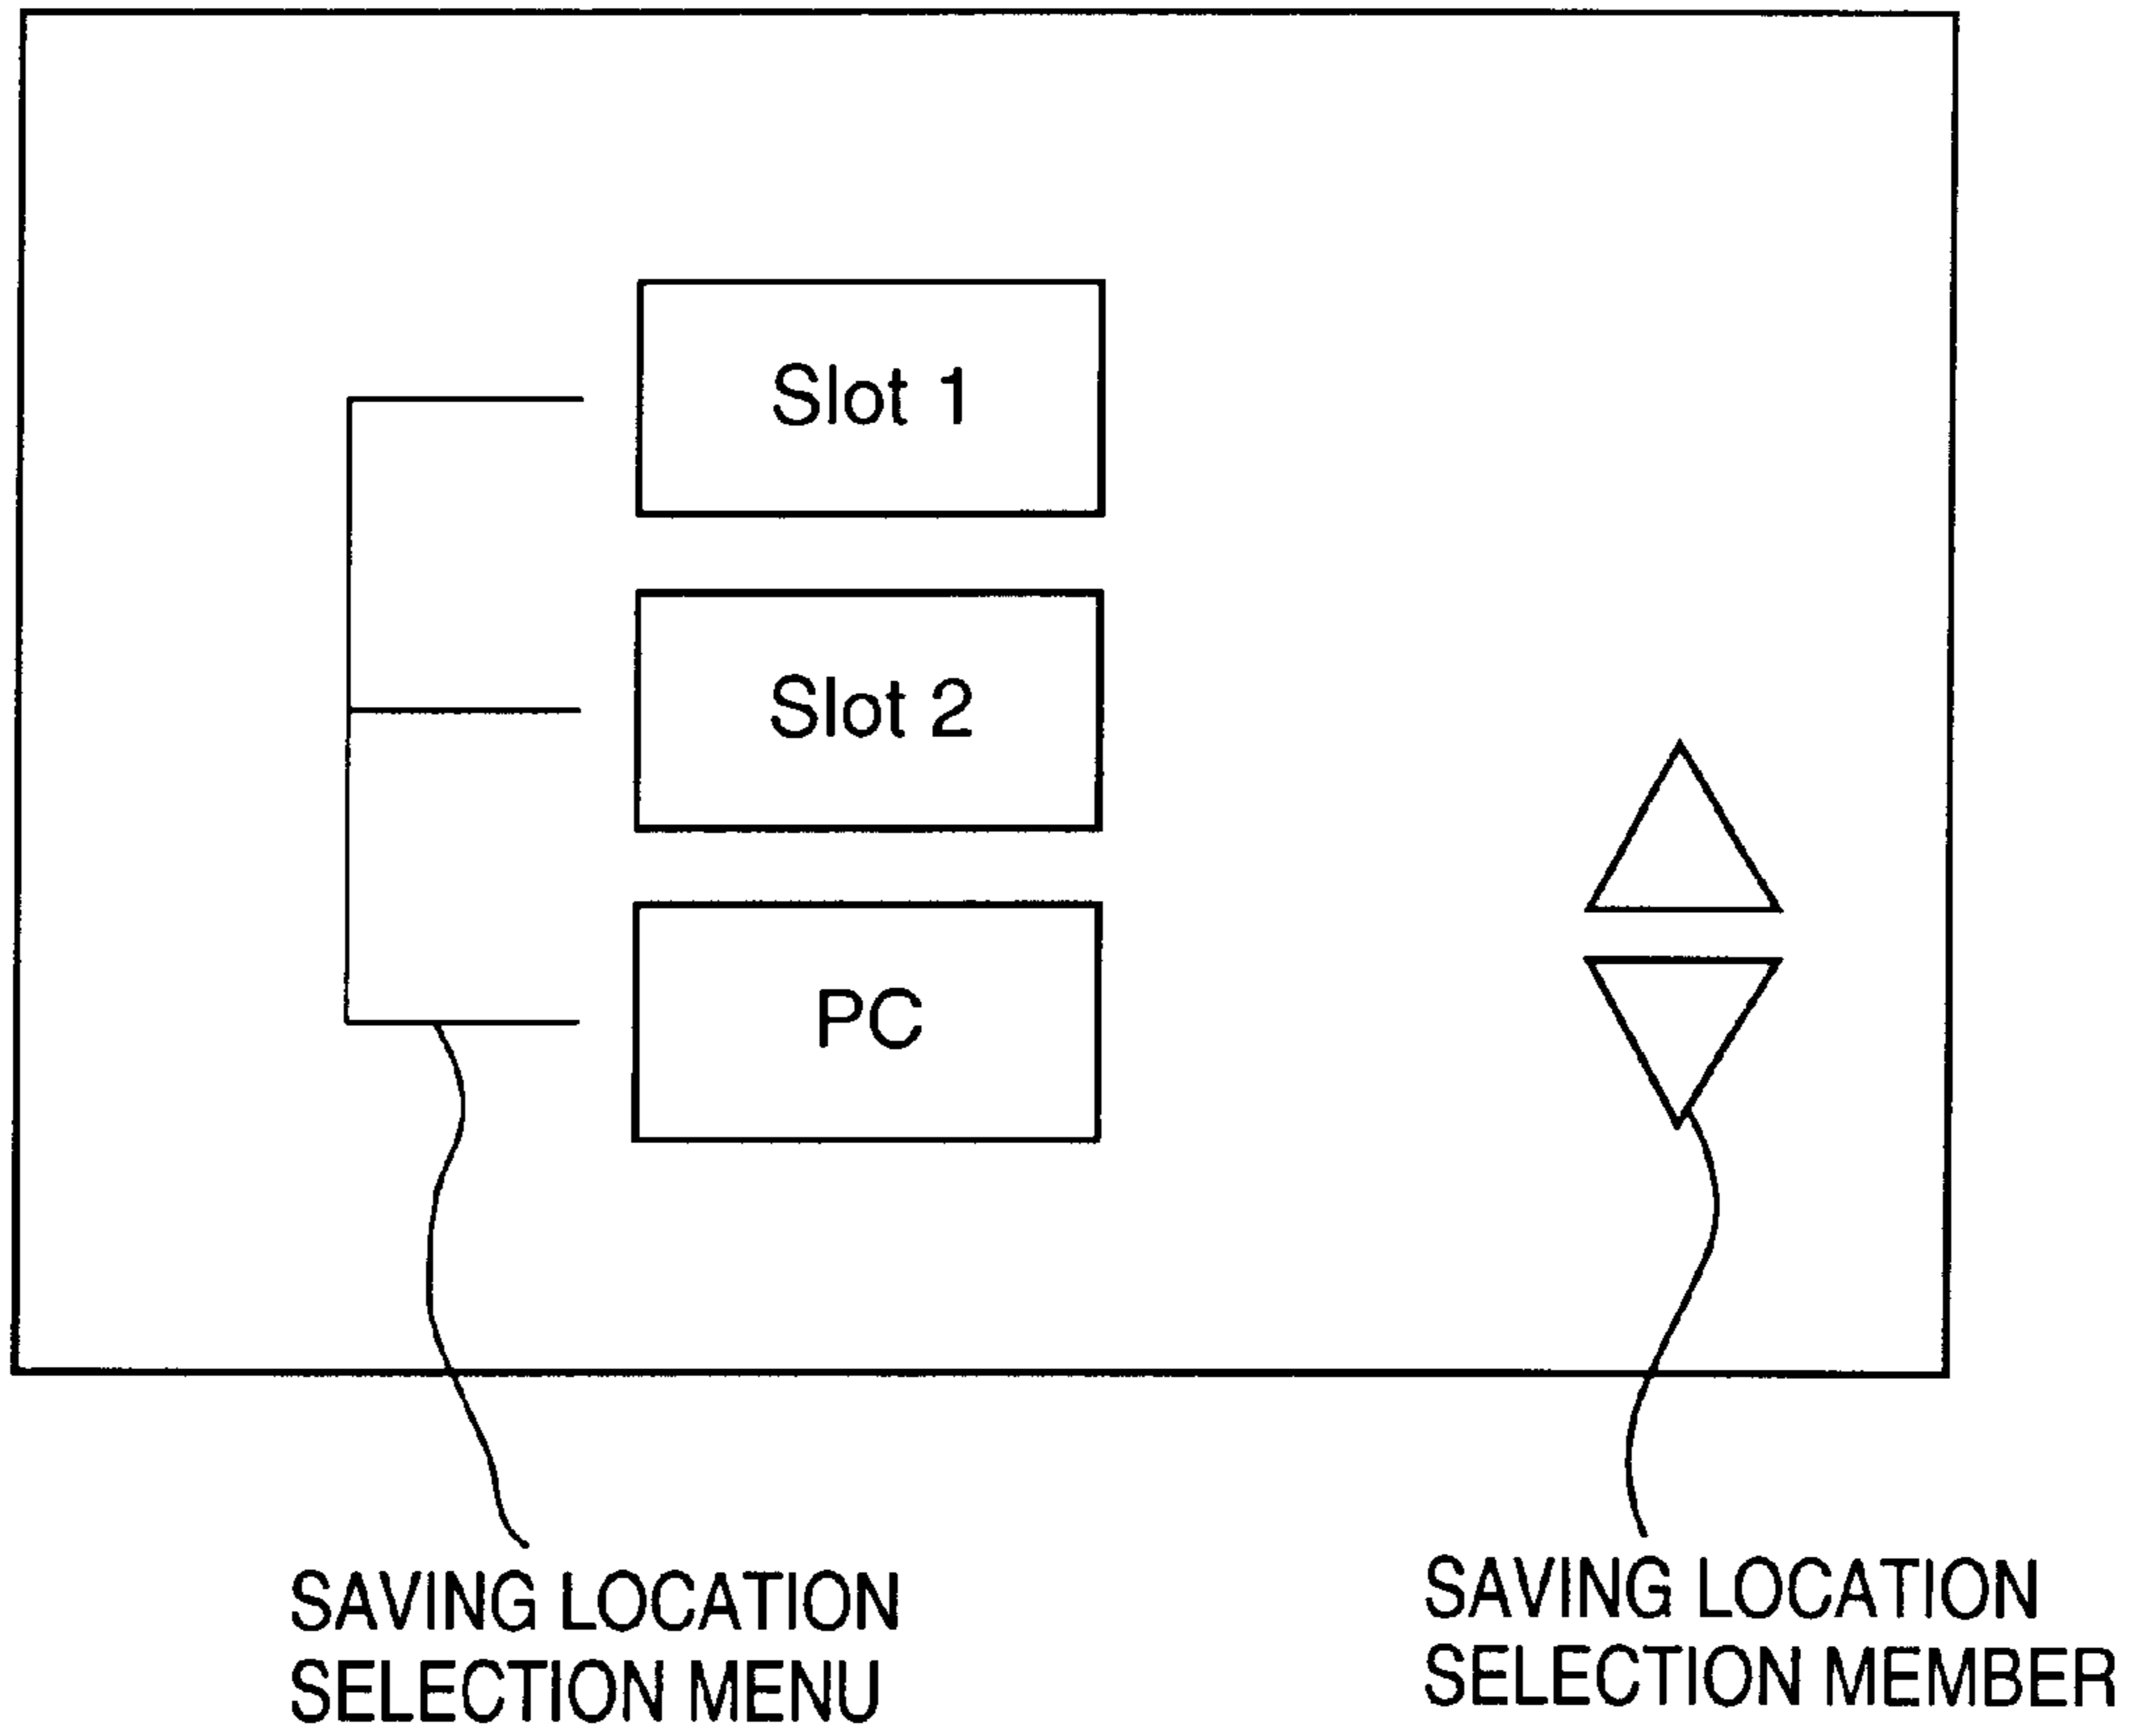 Slot 1
Slot 2
PC
SAVING LOCATION
SELECTION MENU
SAVING LOCATION
SELECTION MEMBER